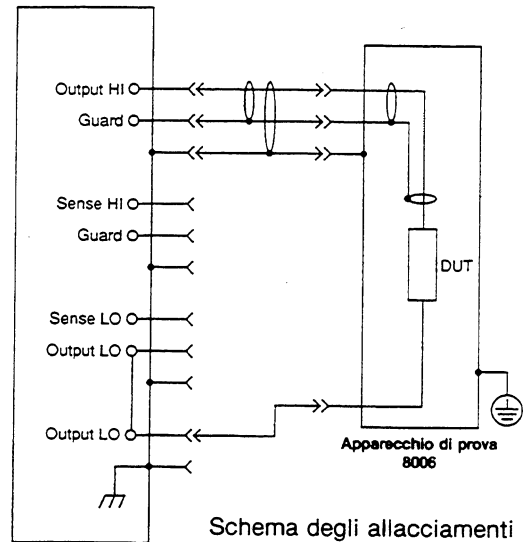 Output HI
Guard
Sense HI
Guard
Sense LO
Output LO
Output LO
DUT
Apparecchio di prova
8006
Schema degli allacciamenti